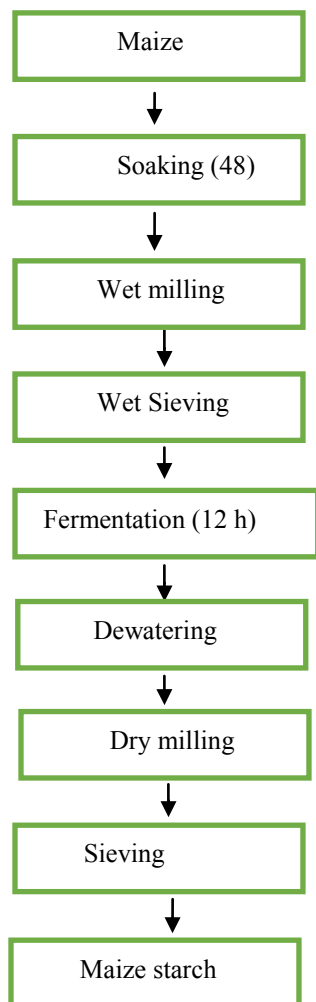 Maize
Soaking (48)
Wet milling
Wet Sieving
Fermentation (12 h)
Dewatering
Dry milling
Sieving
Maize starch